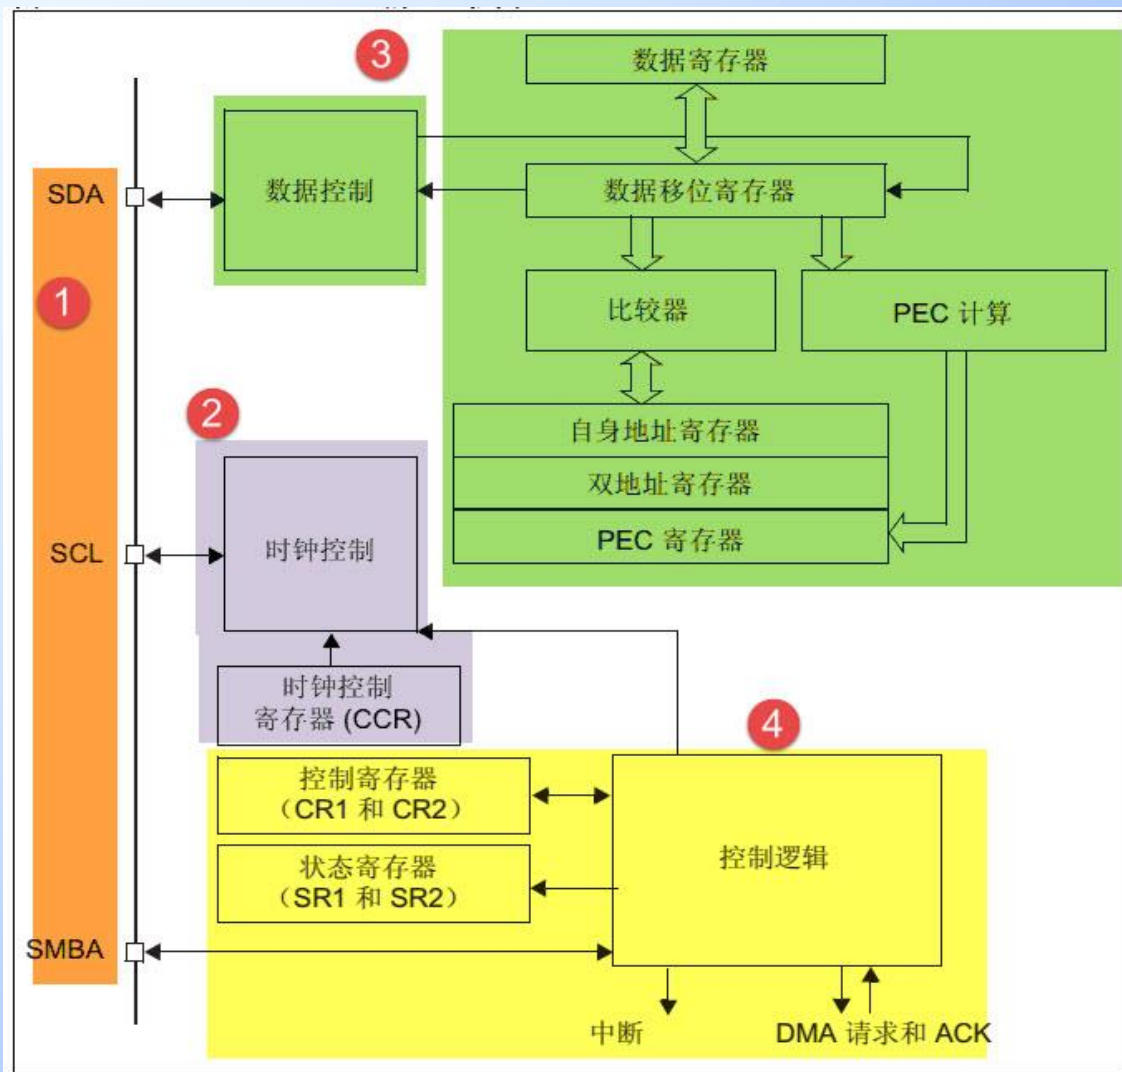 3
数据寄存器
SDA
数据控制
数据移位寄存器
1
比较器
PEC 计算
2
自身地址寄存器
双地址寄存器
SCL
时钟控制
PEC 寄存器
时钟控制
寄存器 (CCR)
4
控制寄存器
（CR1 和 CR2）
控制逻辑
状态寄存器
（SR1 和 SR2）
SMBA
中断
DMA 请求和 ACK